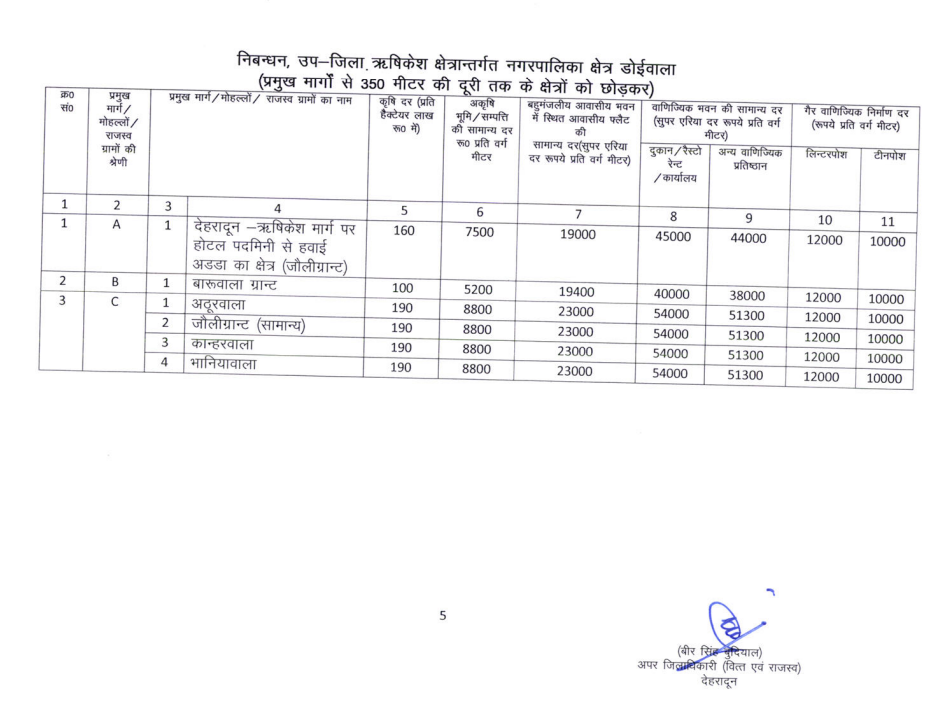 निबन्धन, उप–जिला ऋषिकेश क्षेत्रान्तर्गत नगरपालिका क्षेत्र डोईवाला
(प्रमुख मार्गों से 350 मीटर की दूरी तक के क्षेत्रों को छोड़कर)
क्र0 सं0 | प्रमुख मार्ग/ मोहल्लों/ राजस्व ग्रामों की श्रेणी | प्रमुख मार्ग/मोहल्लों/ राजस्व ग्रामों का नाम | कृषि दर (प्रति हैक्टेयर लाख रू0 में) | अकृषि भूमि/सम्पत्ति की सामान्य दर रू0 प्रति वर्ग मीटर | बहुमंजलीय आवासीय भवन में स्थित आवासीय फ्लैट की सामान्य दर(सुपर एरिया दर रूपये प्रति वर्ग मीटर) | वाणिज्यिक भवन की सामान्य दर (सुपर एरिया दर रूपये प्रति वर्ग मीटर) | गैर वाणिज्यिक निर्माण दर (रूपये प्रति वर्ग मीटर)
दुकान/रैस्टो रेन्ट /कार्यालय | अन्य वाणिज्यिक प्रतिष्ठान | लिन्टरपोश | टीनपोश
1 | 2 | 3 | 4 | 5 | 6 | 7 | 8 | 9 | 10 | 11
1 | A | 1 | देहरादून –ऋषिकेश मार्ग पर होटल पदमिनी से हवाई अडडा का क्षेत्र (जौलीग्रान्ट) | 160 | 7500 | 19000 | 45000 | 44000 | 12000 | 10000
2 | B | 1 | बारूवाला ग्रान्ट | 100 | 5200 | 19400 | 40000 | 38000 | 12000 | 10000
3 | C | 1 | अठूरवाला | 190 | 8800 | 23000 | 54000 | 51300 | 12000 | 10000
2 | जौलीग्रान्ट (सामान्य) | 190 | 8800 | 23000 | 54000 | 51300 | 12000 | 10000
3 | कान्हरवाला | 190 | 8800 | 23000 | 54000 | 51300 | 12000 | 10000
4 | भानियावाला | 190 | 8800 | 23000 | 54000 | 51300 | 12000 | 10000
5
(बीर सिंह बुदियाल)
अपर जिलाधिकारी (वित्त एवं राजस्व)
देहरादून